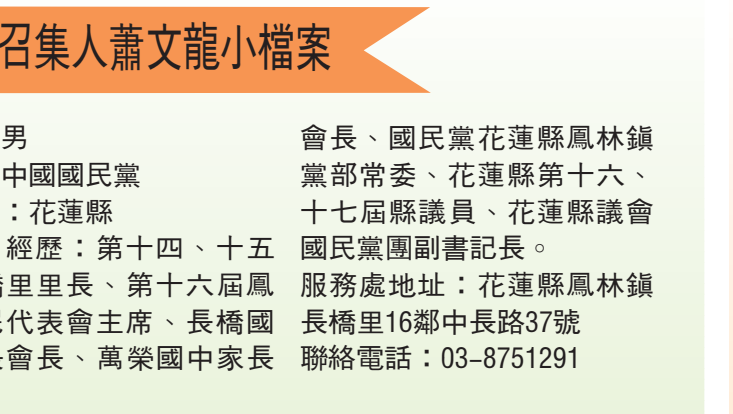 召集人蕭文龍小檔案
男
中國國民黨
：花蓮縣
經歷：第十四、十五
里里長、第十六屆鳳
代表會主席、長橋國
會長、萬榮國中家長
會長、國民黨花蓮縣鳳林鎮
黨部常委、花蓮縣第十六、
十七屆縣議員、花蓮縣議會
國民黨團副書記長。
服務處地址：花蓮縣鳳林鎮
長橋里16鄰中長路37號
聯絡電話：03-8751291